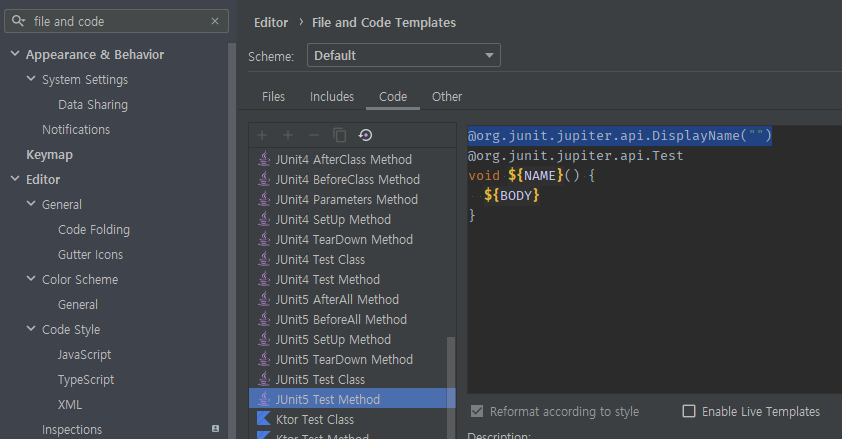 file and code
Appearance & Behavior
System Settings
Data Sharing
Notifications
Keymap
Editor
General
Code Folding
Gutter Icons
Color Scheme
General
Code Style
JavaScript
TypeScript
XML
Inspections
Editor › File and Code Templates
Scheme: Default
Files Includes Code Other
JUnit4 AfterClass Method
JUnit4 BeforeClass Method
JUnit4 Parameters Method
JUnit4 SetUp Method
JUnit4 TearDown Method
JUnit4 Test Class
JUnit4 Test Method
JUnit5 AfterAll Method
JUnit5 BeforeAll Method
JUnit5 SetUp Method
JUnit5 TearDown Method
JUnit5 Test Class
JUnit5 Test Method
Ktor Test Class
Ktor Test Method
@org.junit.jupiter.api.DisplayName("")
@org.junit.jupiter.api.Test
void ${NAME}() {
${BODY}
}
Reformat according to style Enable Live Templates
Description: